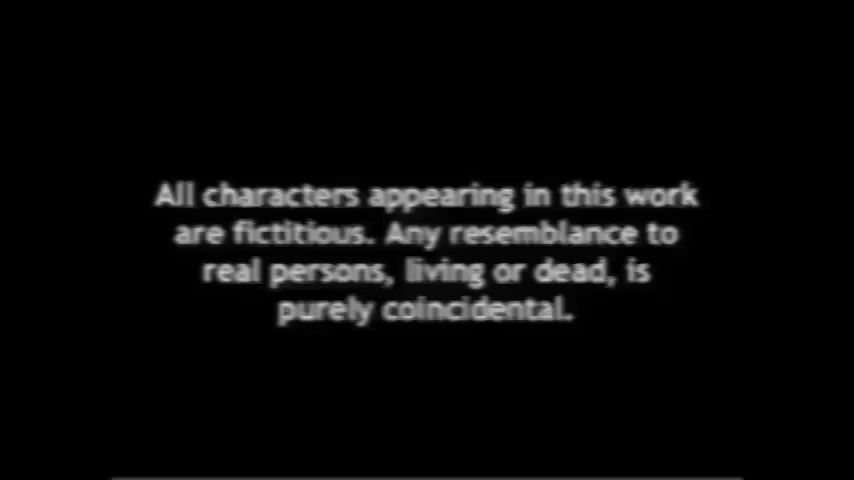 All characters appearing in this work
are fictitious. Any resemblance to
real persons, living or dead, is
purely coincidental.